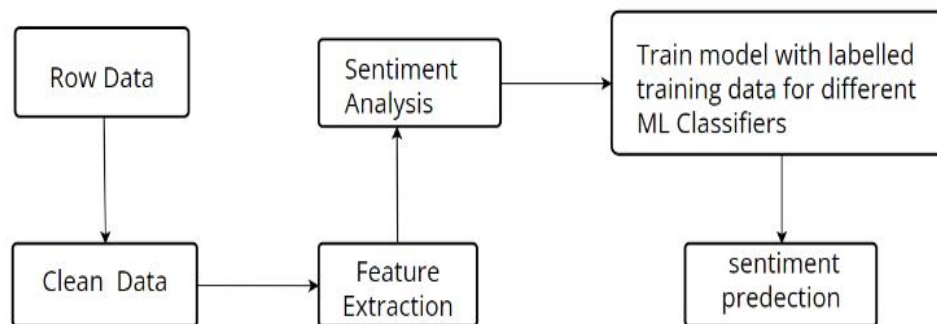 Row Data
Clean Data
Feature
Extraction
Sentiment
Analysis
Train model with labelled
training data for different
ML Classifiers
sentiment
predection